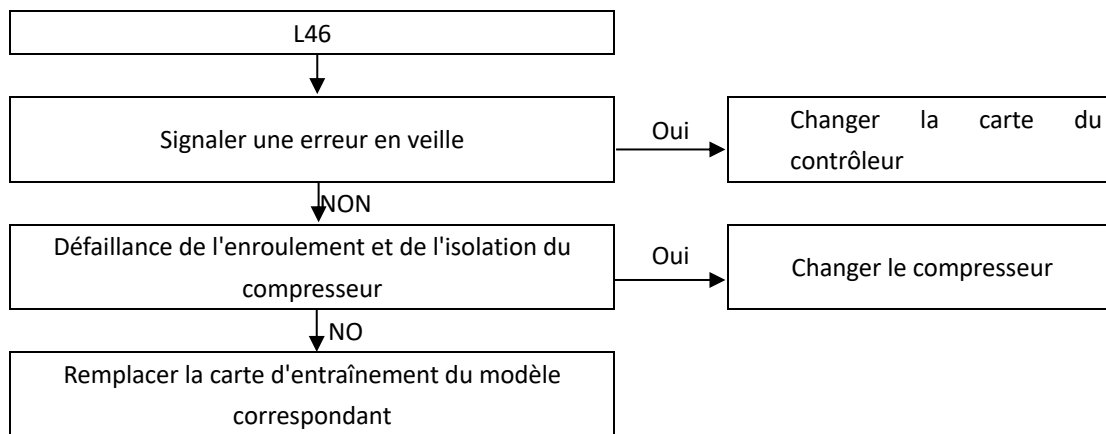 L46
Signaler une erreur en veille
Oui
Changer la carte du
contrôleur
NON
Défaillance de l'enroulement et de l'isolation du
compresseur
Oui
Changer le compresseur
NO
Remplacer la carte d'entraînement du modèle
correspondant